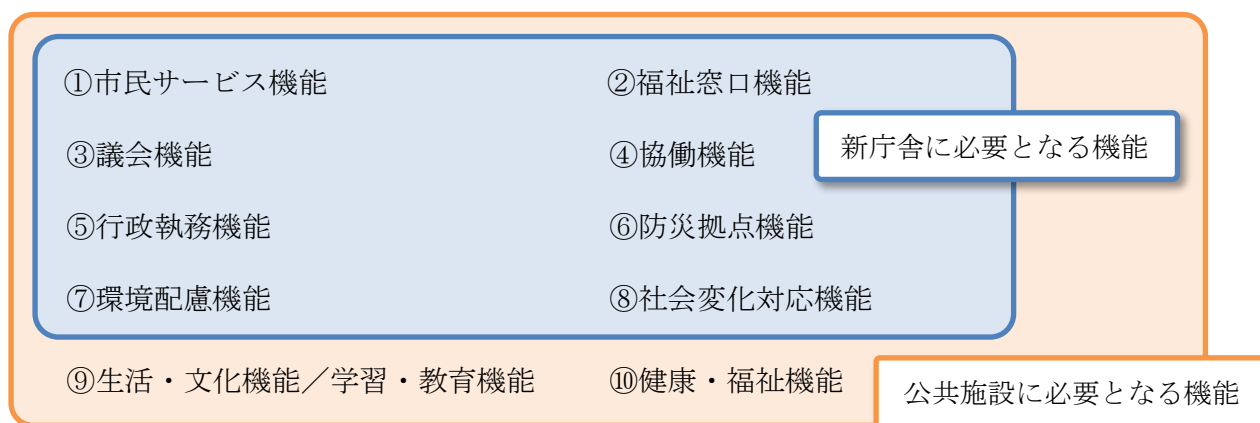 ①市民サービス機能
②福祉窓口機能
③議会機能
④協働機能
新庁舎に必要となる機能
⑤行政執務機能
⑥防災拠点機能
⑦環境配慮機能
⑧社会変化対応機能
⑨生活・文化機能／学習・教育機能
⑩健康・福祉機能
公共施設に必要となる機能